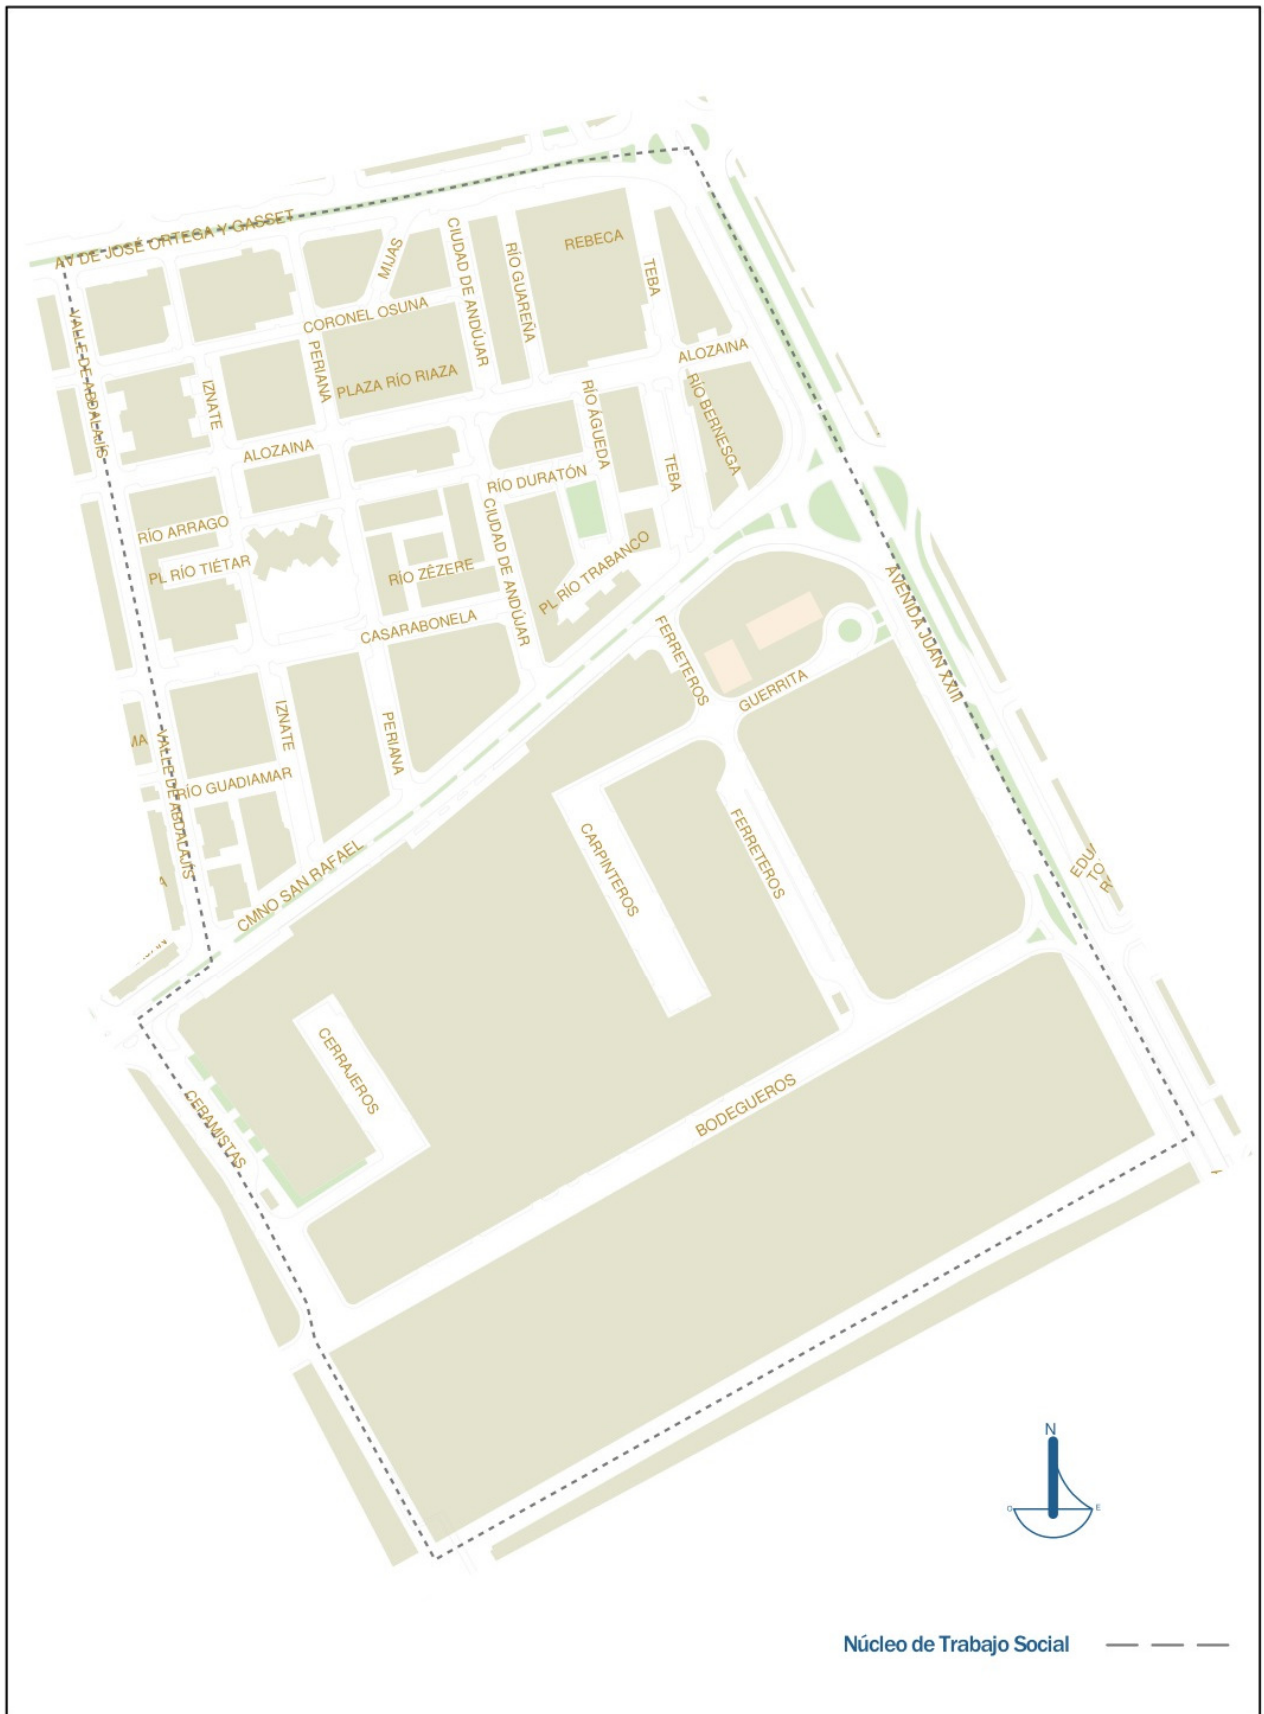 AV DE JOSÉ ORTEGA Y GASSET
MIJAS
CIUDAD DE ANDÚJAR
RÍO GUAREÑA
REBECA
TEBA
VALLE DE ABDALAJÍS
CORONEL OSUNA
PERIANA
PLAZA RÍO RIAZA
ALOZAINA
IZNATE
RÍO ÁGUEDA
RÍO BERNESGA
ALOZAINA
TEBA
RÍO DURATÓN
CIUDAD DE ANDÚJAR
RÍO ARRAGO
PL RÍO TIÉTAR
RÍO ZÊZERE
PL RÍO TRABANCO
CASARABONELA
AVENIDA JUAN XXIII
FERRETEROS
GUERRITA
IZNATE
PERIANA
MA
VALLE DE ABDALAJÍS
RÍO GUADIAMAR
CARPINTEROS
FERRETEROS
EDU
TO
R
A
CMNO SAN RAFAEL
CERRAJEROS
CERAMISTAS
BODEGUEROS
N
O
E
Núcleo de Trabajo Social